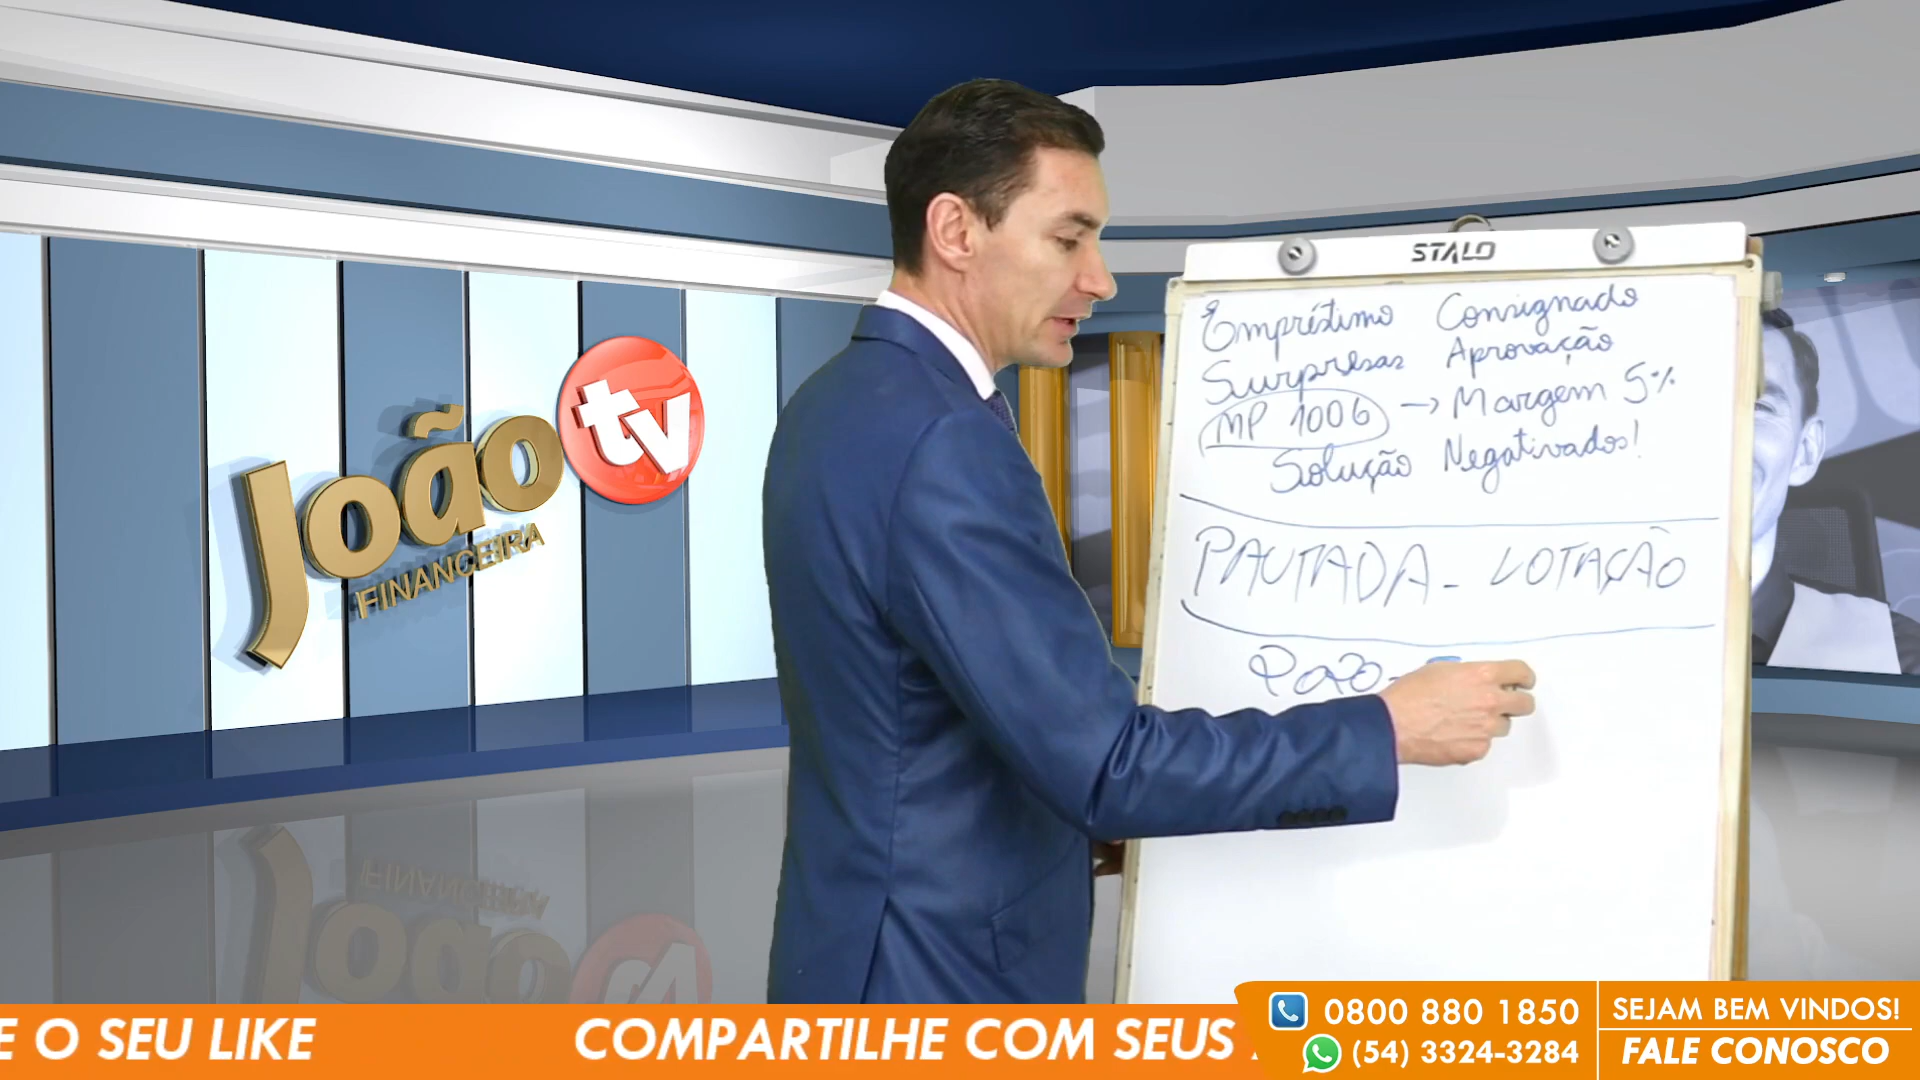 João
tv
FINANCEIRA
STALO
Empréstimo Consignado
Surpresas Aprovação
MP 1006 → Margem 5%
Solução Negativados!
PAUTADA - LOTAÇÃO
E O SEU LIKE
COMPARTILHE COM SEUS
0800 880 1850
(54) 3324-3284
SEJAM BEM VINDOS!
FALE CONOSCO